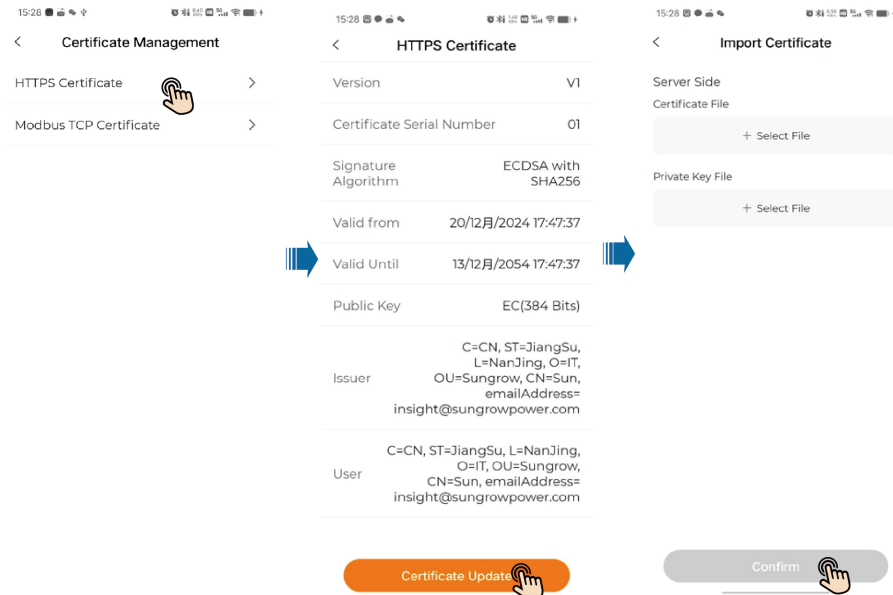 15:28
Certificate Management
HTTPS Certificate
Modbus TCP Certificate
15:28
HTTPS Certificate
Version V1
Certificate Serial Number 01
Signature Algorithm ECDSA with SHA256
Valid from 20/12月/2024 17:47:37
Valid Until 13/12月/2054 17:47:37
Public Key EC(384 Bits)
Issuer
C=CN, ST=JiangSu,
L=NanJing, O=IT,
OU=Sungrow, CN=Sun,
emailAddress=
insight@sungrowpower.com
User
C=CN, ST=JiangSu, L=NanJing,
O=IT, OU=Sungrow,
CN=Sun, emailAddress=
insight@sungrowpower.com
Certificate Update
15:28
Import Certificate
Server Side
Certificate File
+ Select File
Private Key File
+ Select File
Confirm